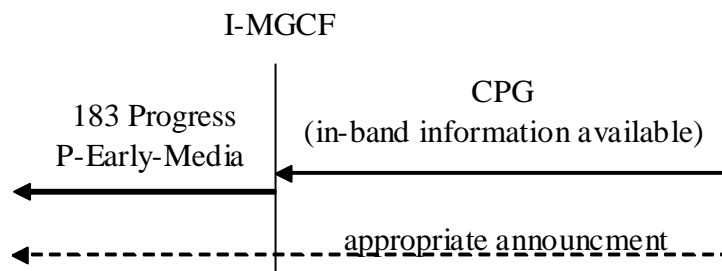 I-MGCF
183 Progress
P-Early-Media
CPG
(in-band information available)
appropriate announcment